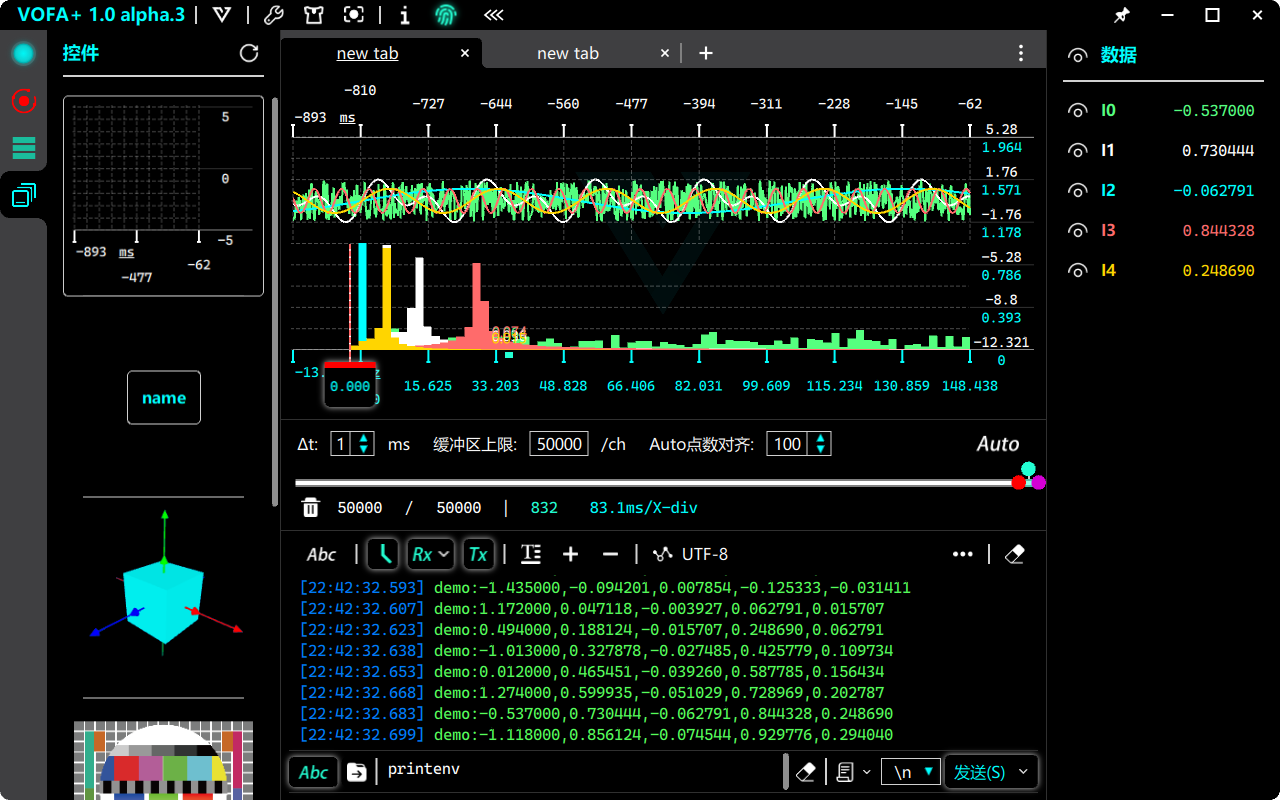 VOFA+ 1.0 alpha.3
控件
5
0
-5
-893 ms
-62
-477
name
new tab
new tab
-810
-727 -644 -560 -477 -394 -311 -228 -145 -62
-893 ms
5.28
1.964
1.76
1.571
-1.76
1.178
-5.28
0.786
-8.8
0.393
-12.321
0
-13.
0.000
15.625 33.203 48.828 66.406 82.031 99.609 115.234 130.859 148.438
Δt: 1 ms 缓冲区上限: 50000 /ch Auto点数对齐: 100 Auto
50000 / 50000 | 832 83.1ms/X-div
Abc Rx Tx UTF-8
[22:42:32.593] demo:-1.435000,-0.094201,0.007854,-0.125333,-0.031411
[22:42:32.607] demo:1.172000,0.047118,-0.003927,0.062791,0.015707
[22:42:32.623] demo:0.494000,0.188124,-0.015707,0.248690,0.062791
[22:42:32.638] demo:-1.013000,0.327878,-0.027485,0.425779,0.109734
[22:42:32.653] demo:0.012000,0.465451,-0.039260,0.587785,0.156434
[22:42:32.668] demo:1.274000,0.599935,-0.051029,0.728969,0.202787
[22:42:32.683] demo:-0.537000,0.730444,-0.062791,0.844328,0.248690
[22:42:32.699] demo:-1.118000,0.856124,-0.074544,0.929776,0.294040
Abc printenv \n 发送(S)
数据
I0 -0.537000
I1 0.730444
I2 -0.062791
I3 0.844328
I4 0.248690